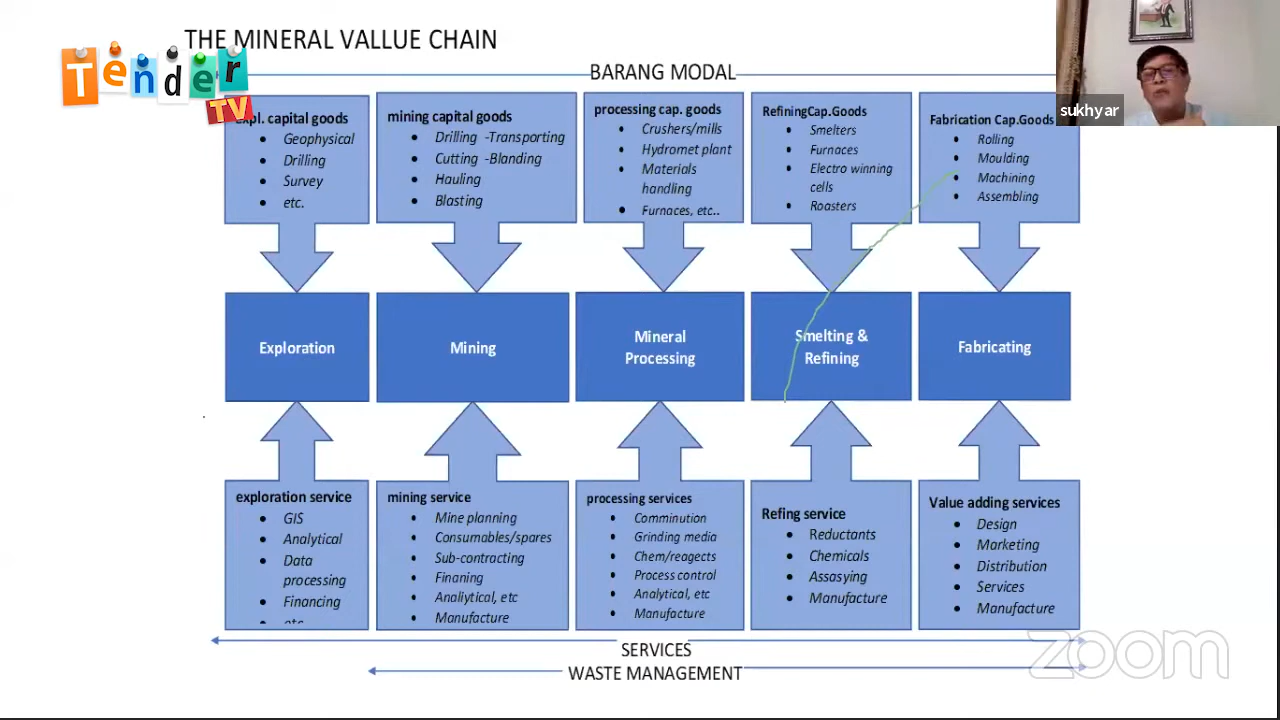 THE MINERAL VALLUE CHAIN
Tender
TV
BARANG MODAL
sukhyar
expl. capital goods
Geophysical
Drilling
Survey
etc.
mining capital goods
Drilling -Transporting
Cutting -Blanding
Hauling
Blasting
processing cap. goods
Crushers/mills
Hydromet plant
Materials
handling
Furnaces, etc..
RefiningCap.Goods
Smelters
Furnaces
Electro winning
cells
Roasters
Fabrication Cap.Goods
Rolling
Moulding
Machining
Assembling
Exploration
Mining
Mineral
Processing
Smelting &
Refining
Fabricating
exploration service
GIS
Analytical
Data
processing
Financing
etc
mining service
Mine planning
Consumables/spares
Sub-contracting
Finaning
Analiytical, etc
Manufacture
processing services
Comminution
Grinding media
Chem/reagects
Process control
Analytical, etc
Manufacture
Refing service
Reductants
Chemicals
Assasying
Manufacture
Value adding services
Design
Marketing
Distribution
Services
Manufacture
SERVICES
WASTE MANAGEMENT
zoom